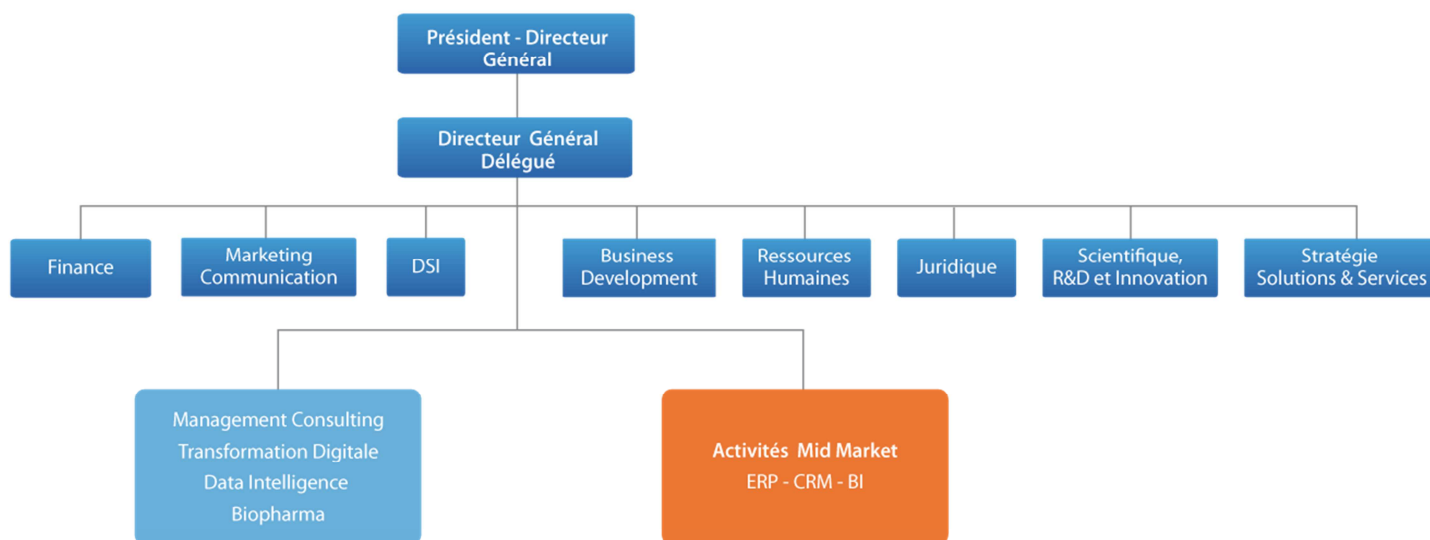 Président - Directeur
Général
Directeur Général
Délégué
Finance
Marketing
Communication
DSI
Business
Development
Ressources
Humaines
Juridique
Scientifique,
R&D et Innovation
Stratégie
Solutions & Services
Management Consulting
Transformation Digitale
Data Intelligence
Biopharma
Activités Mid Market
ERP - CRM - BI